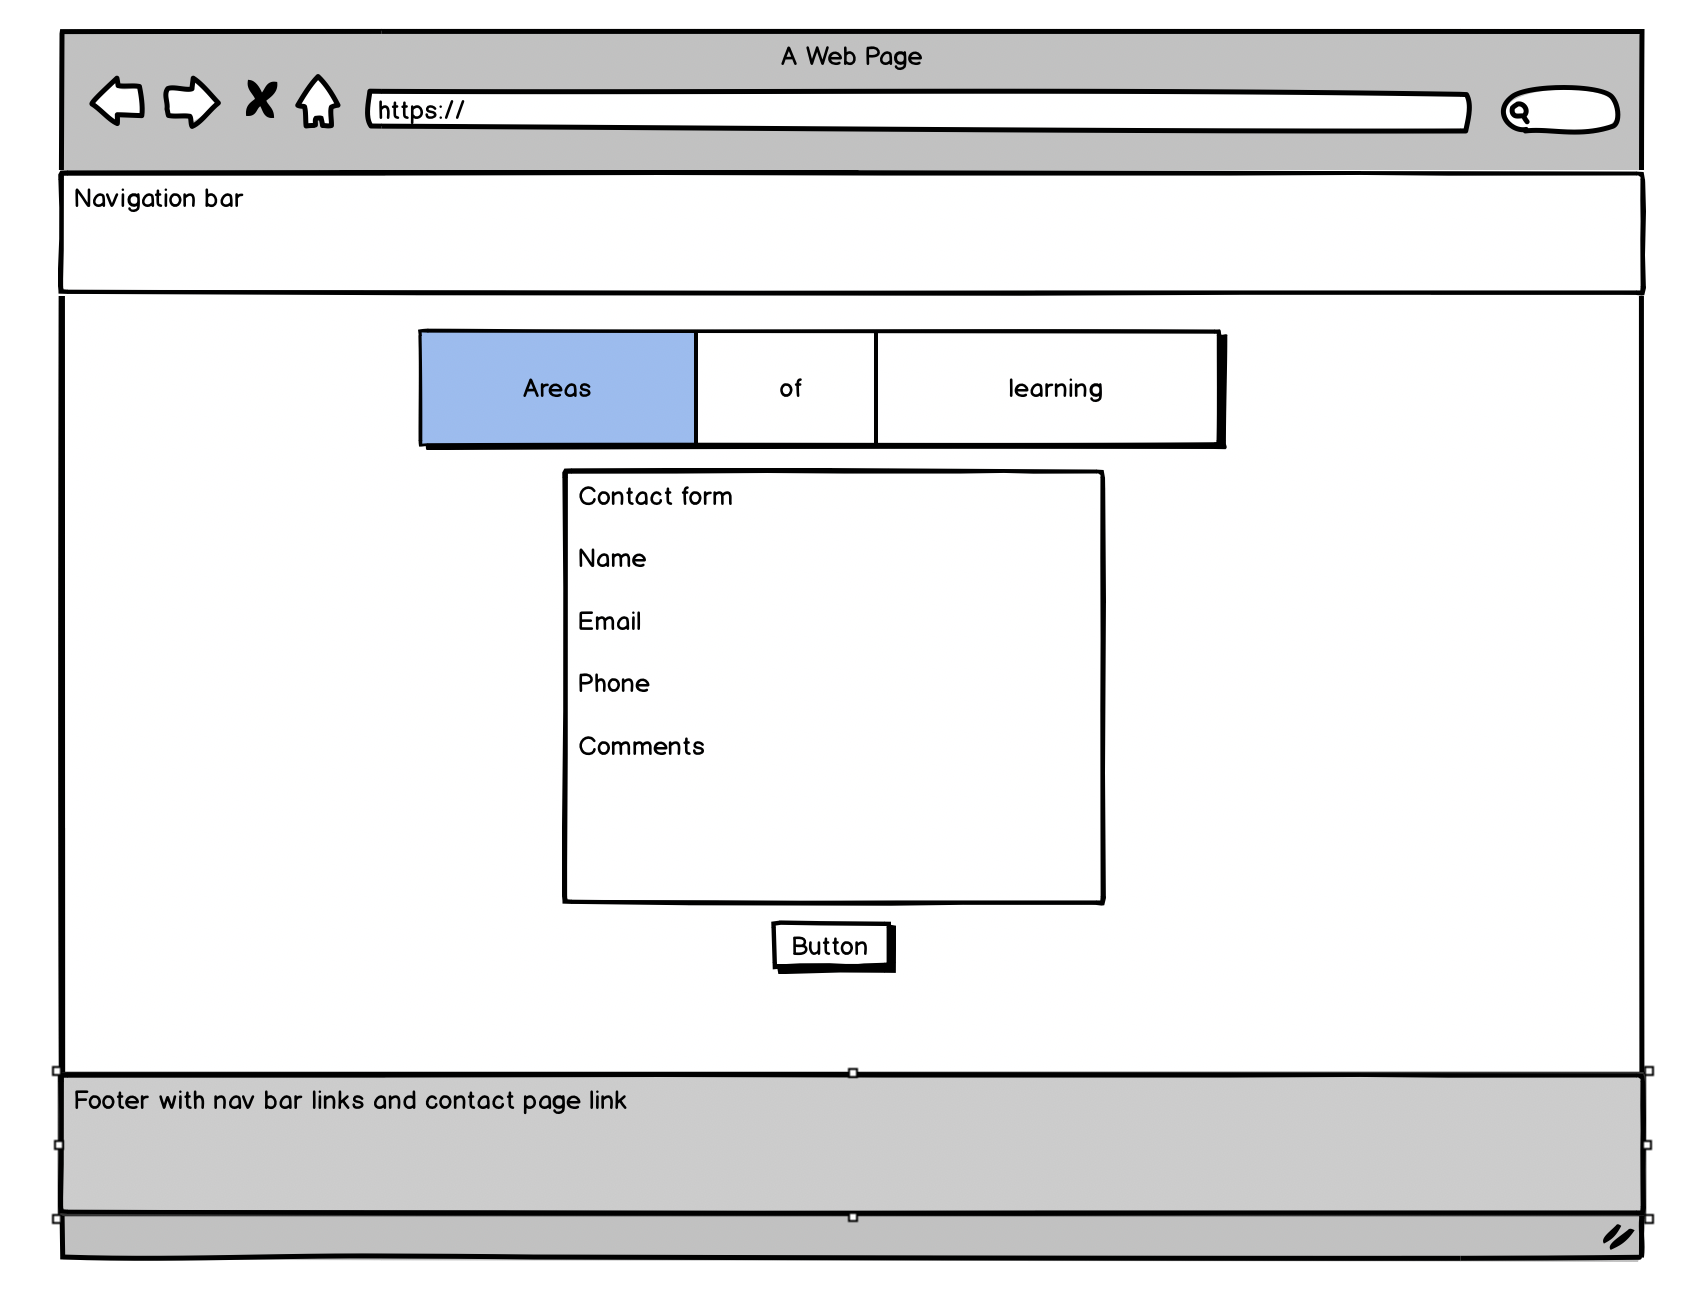 A Web Page
https://
Navigation bar
Areas of learning
Contact form
Name
Email
Phone
Comments
Button
Footer with nav bar links and contact page link